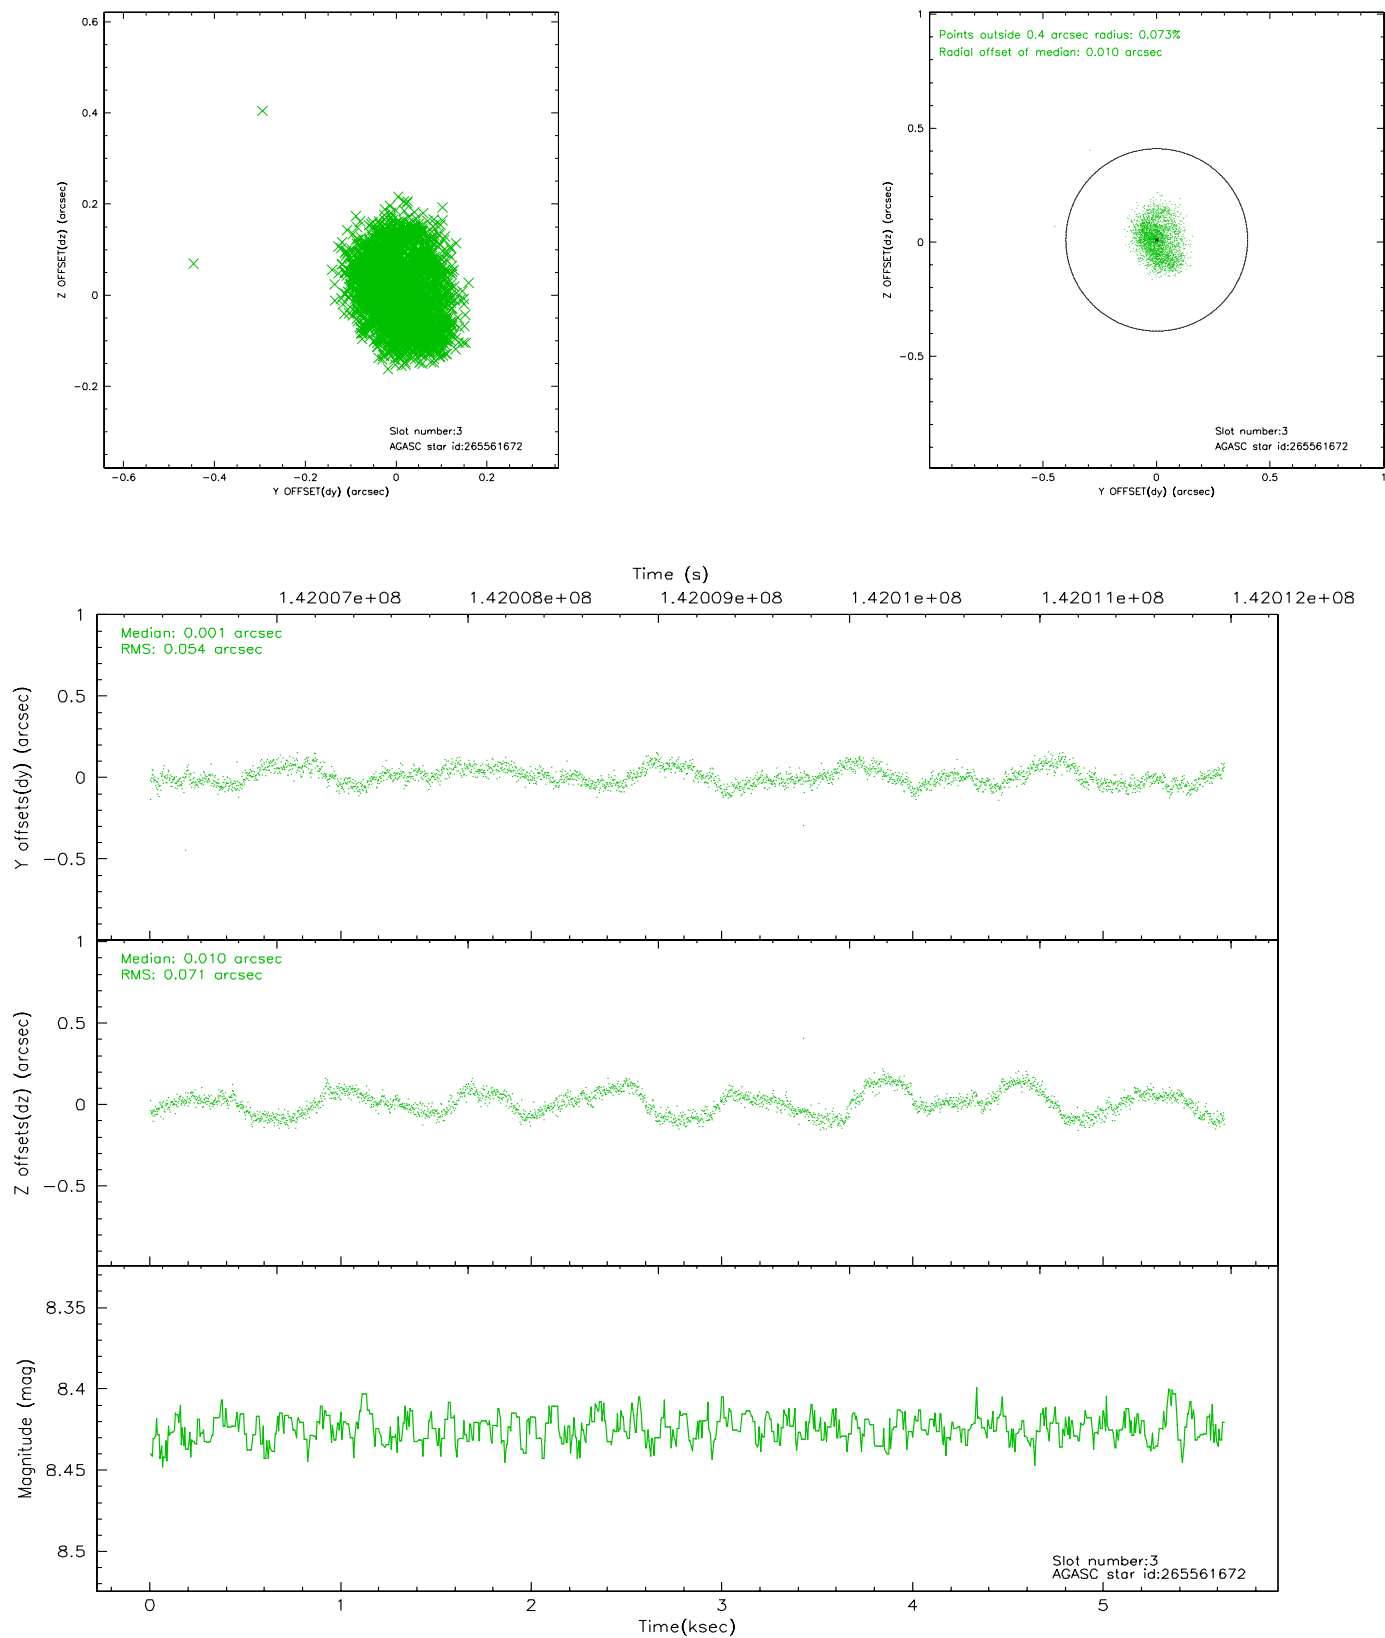 0.6
0.4
0.2
0
−0.2
Z OFFSET(dz) (arcsec)
Slot number:3
AGASC star id:265561672
−0.6
−0.4
−0.2
0
0.2
Y OFFSET(dy) (arcsec)
Points outside 0.4 arcsec radius: 0.073%
Radial offset of median: 0.010 arcsec
1
0.5
0
−0.5
Z OFFSET(dz) (arcsec)
Slot number:3
AGASC star id:265561672
−0.5
0
0.5
1
Y OFFSET(dy) (arcsec)
Time (s)
1.42007e+08
1.42008e+08
1.42009e+08
1.4201e+08
1.42011e+08
1.42012e+08
Median: 0.001 arcsec
RMS: 0.054 arcsec
1
0.5
0
−0.5
Y offsets(dy) (arcsec)
Median: 0.010 arcsec
RMS: 0.071 arcsec
1
0.5
0
−0.5
Z offsets(dz) (arcsec)
8.35
8.4
8.45
8.5
Magnitude (mag)
Slot number:3
AGASC star id:265561672
0
1
2
3
4
5
Time(ksec)